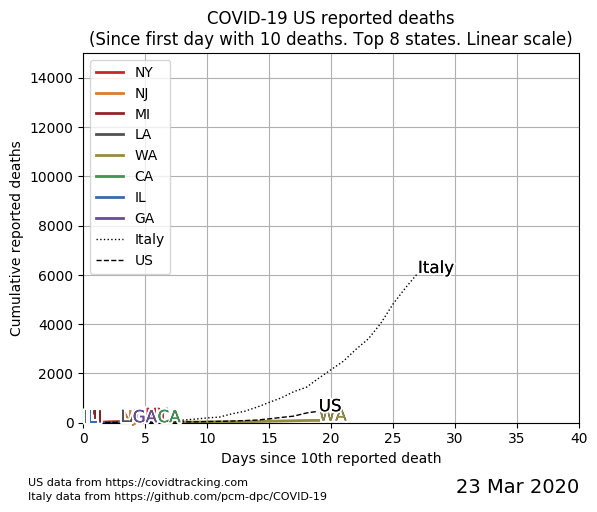 COVID-19 US reported deaths
(Since first day with 10 deaths. Top 8 states. Linear scale)
14000
12000
10000
8000
6000
4000
2000
0
Cumulative reported deaths
NY
NJ
MI
LA
WA
CA
IL
GA
Italy
US
Italy
US
WA
GA
CA
0 5 10 15 20 25 30 35 40
Days since 10th reported death
US data from https://covidtracking.com
Italy data from https://github.com/pcm-dpc/COVID-19
23 Mar 2020